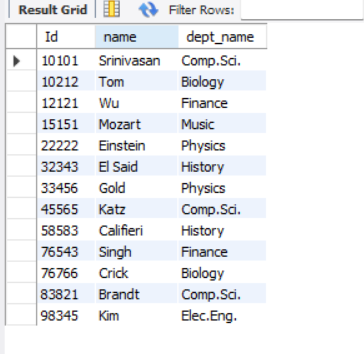 Result Grid Filter Rows:
Id name dept_name
10101 Srinivasan Comp.Sci.
10212 Tom Biology
12121 Wu Finance
15151 Mozart Music
22222 Einstein Physics
32343 El Said History
33456 Gold Physics
45565 Katz Comp.Sci.
58583 Califieri History
76543 Singh Finance
76766 Crick Biology
83821 Brandt Comp.Sci.
98345 Kim Elec.Eng.